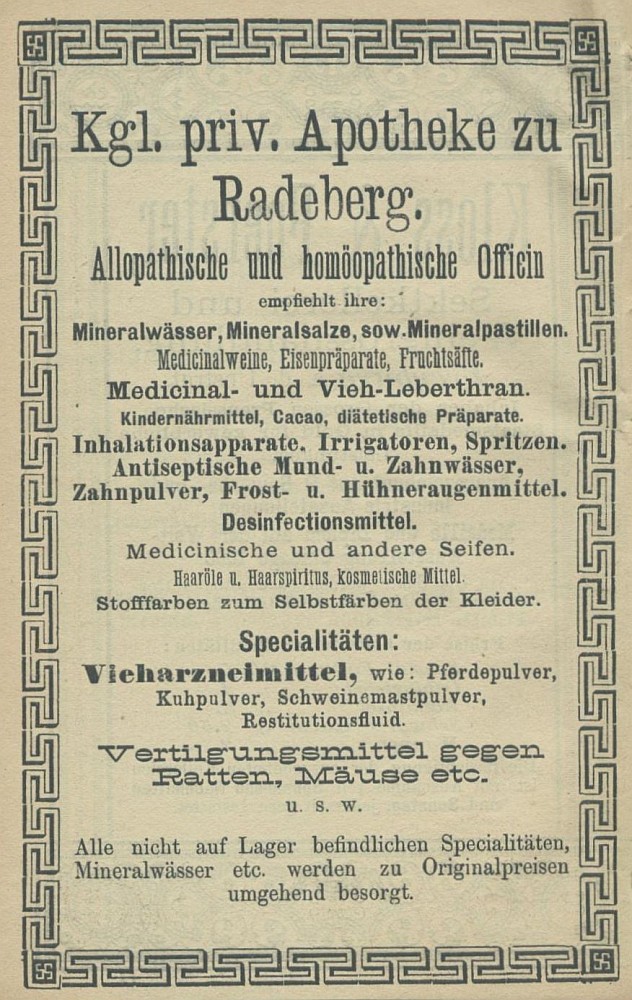 Kgl. priv. Apotheke zu
Radeberg.
Allopathische und homöopathische Officin
empfiehlt ihre:
Mineralwässer, Mineralsalze, sow. Mineralpastillen.
Medicinalweine, Eisenpräparate, Fruchtsäfte.
Medicinal- und Vieh-Leberthran.
Kindernährmittel, Cacao, diätetische Präparate.
Inhalationsapparate, Irrigatoren, Spritzen.
Antiseptische Mund- u. Zahnwässer,
Zahnpulver, Frost- u. Hühneraugenmittel.
Desinfectionsmittel.
Medicinische und andere Seifen.
Haaröle u. Haarspiritus, kosmetische Mittel.
Stofffarben zum Selbstfärben der Kleider.
Specialitäten:
Vieharzneimittel, wie: Pferdepulver,
Kuhpulver, Schweinemastpulver,
Restitutionsfluid.
Vertilgungsmittel gegen
Ratten, Mäuse etc.
u. s. w.
Alle nicht auf Lager befindlichen Specialitäten,
Mineralwässer etc. werden zu Originalpreisen
umgehend besorgt.